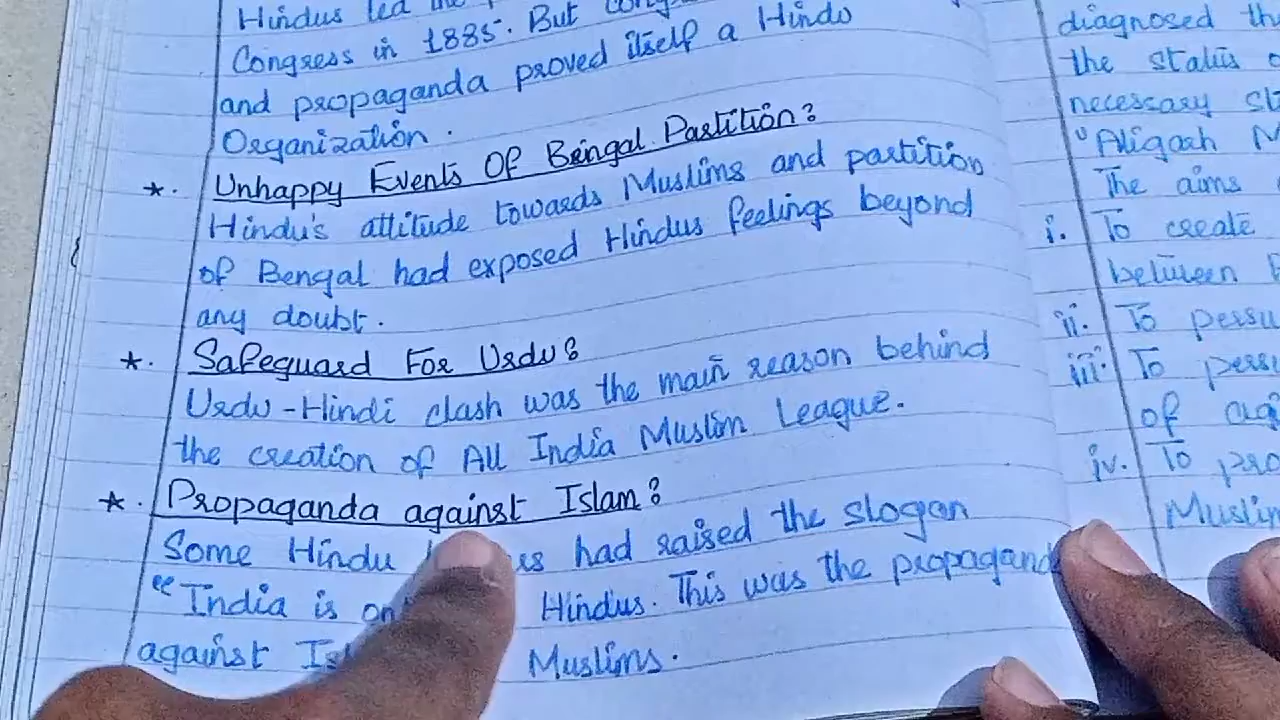 Hindus led the
Congress in 1885. But
and propaganda proved itself a Hindu
Organization.
*. Unhappy Events Of Bengal Partition:
Hindu's attitude towards Muslims and partition
of Bengal had exposed Hindus feelings beyond
any doubt.
*. Safeguard For Urdu:
Urdu-Hindi clash was the main reason behind
the creation of All India Muslim League.
*. Propaganda against Islam:
Some Hindu had raised the slogan
"India is Hindus. This was the propagand
against Muslims.
diagnosed
the status
necessary
"Aligarh
The aims
i. To create
between
ii. To
iii. To
of
iv. To